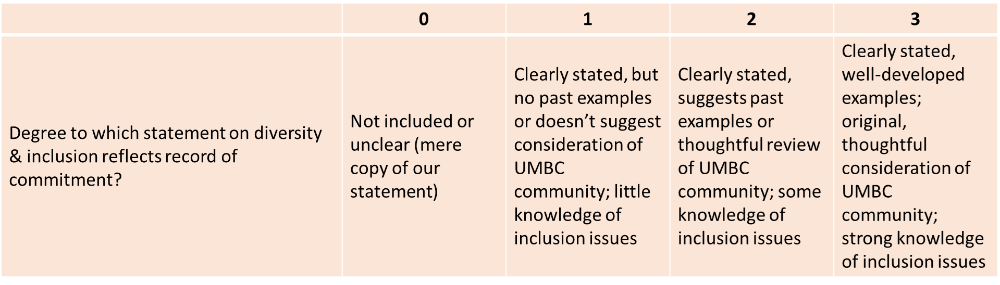 0
1
2
3
Degree to which statement on diversity
& inclusion reflects record of
commitment?
Not included or
unclear (mere
copy of our
statement)
Clearly stated, but
no past examples
or doesn’t suggest
consideration of
UMBC
community; little
knowledge of
inclusion issues
Clearly stated,
suggests past
examples or
thoughtful review
of UMBC
community; some
knowledge of
inclusion issues
Clearly stated,
well-developed
examples;
original,
thoughtful
consideration of
UMBC
community;
strong knowledge
of inclusion issues